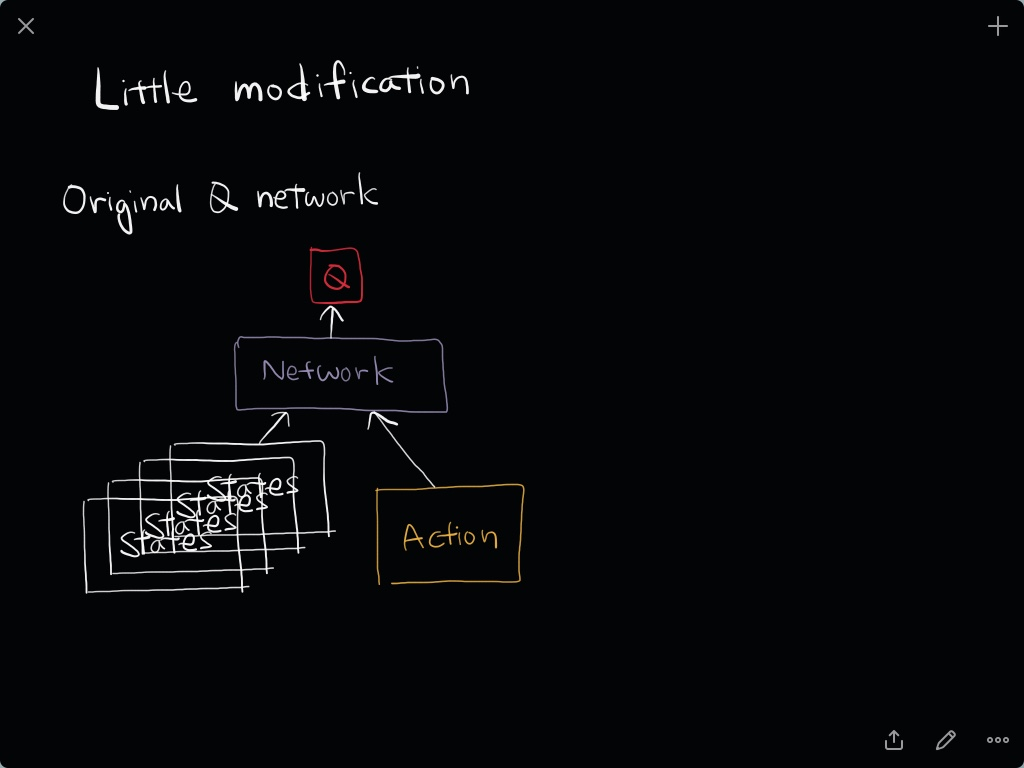 Little modification
Original Q network
Q
Network
States
States
States
States
Action